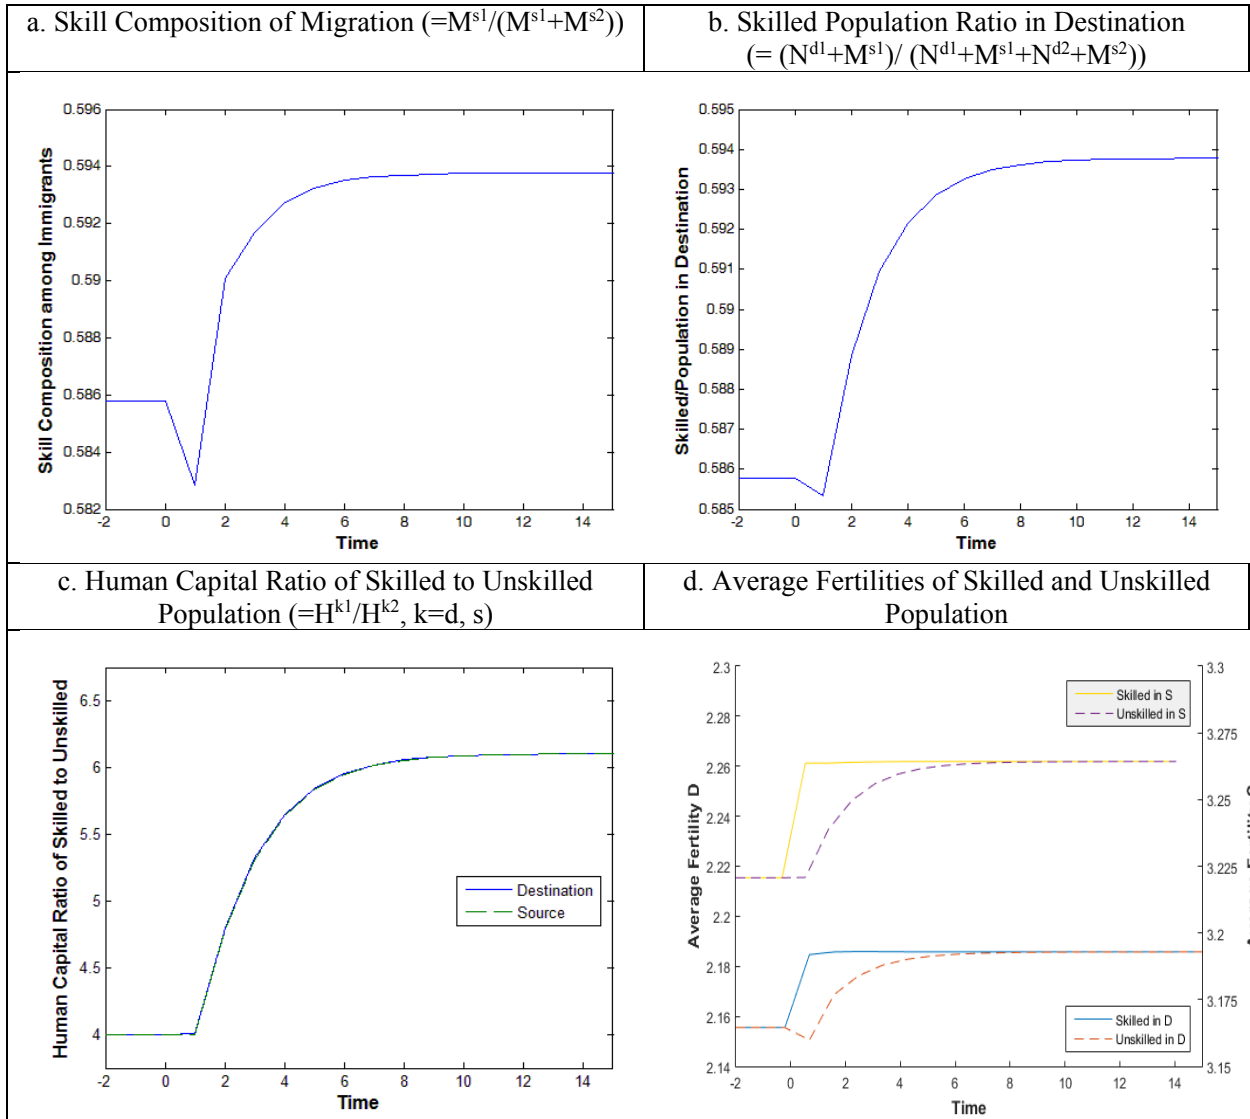 a. Skill Composition of Migration (=M^s1/(M^s1+M^s2))
b. Skilled Population Ratio in Destination
(= (N^d1+M^s1)/ (N^d1+M^s1+N^d2+M^s2))
Skill Composition among Immigrants
0.596
0.594
0.592
0.59
0.588
0.586
0.584
0.582
-2 0 2 4 6 8 10 12 14
Time
Skilled/Population in Destination
0.595
0.594
0.593
0.592
0.591
0.59
0.589
0.588
0.587
0.586
0.585
-2 0 2 4 6 8 10 12 14
Time
c. Human Capital Ratio of Skilled to Unskilled
Population (=H^k1/H^k2, k=d, s)
d. Average Fertilities of Skilled and Unskilled
Population
Human Capital Ratio of Skilled to Unskilled
6.5
6
5.5
5
4.5
4
Destination
Source
-2 0 2 4 6 8 10 12 14
Time
Average Fertility D
2.3
2.28
2.26
2.24
2.22
2.2
2.18
2.16
2.14
Skilled in S
Unskilled in S
Skilled in D
Unskilled in D
3.3
3.275
3.25
3.225
3.2
3.175
3.15
-2 0 2 4 6 8 10 12 14
Time